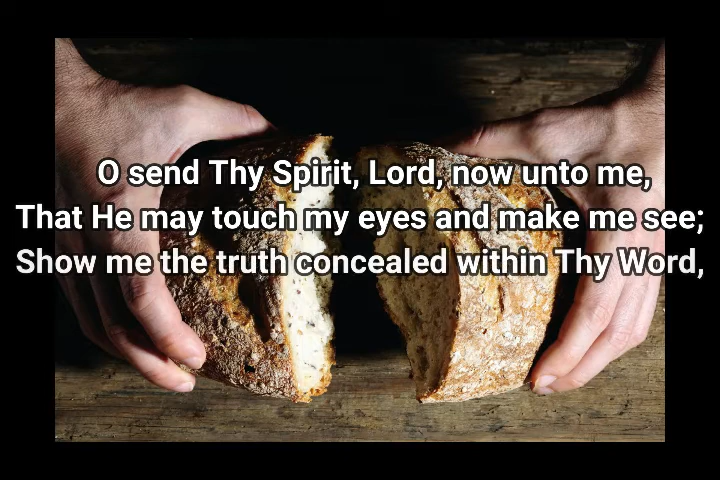 O send Thy Spirit, Lord, now unto me,
That He may touch my eyes and make me see;
Show me the truth concealed within Thy Word,